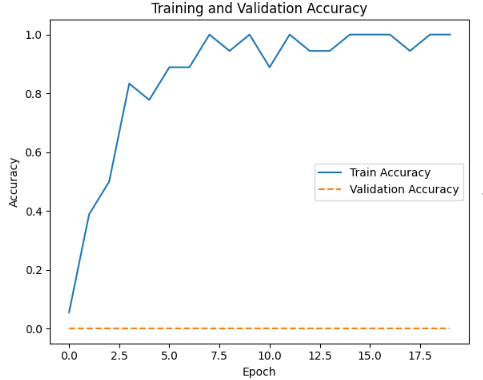 Training and Validation Accuracy
1.0
0.8
0.6
0.4
0.2
0.0
Accuracy
Train Accuracy
Validation Accuracy
0.0 2.5 5.0 7.5 10.0 12.5 15.0 17.5
Epoch